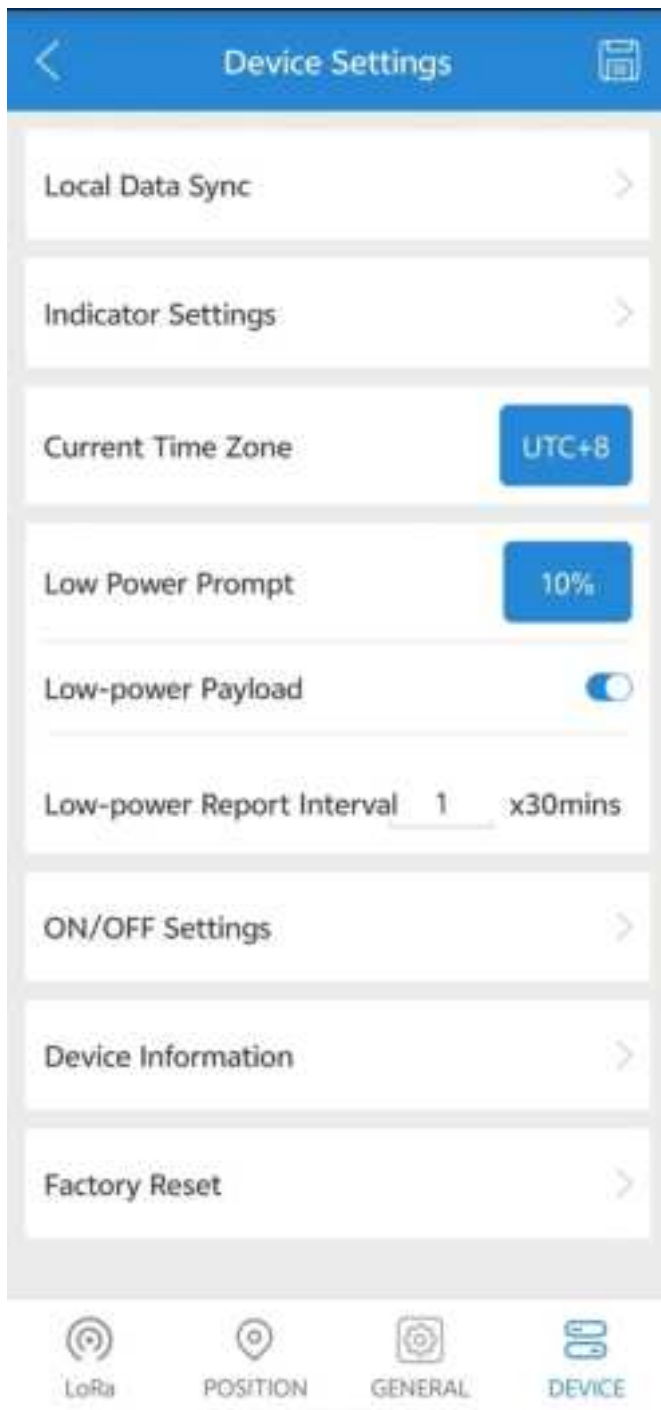 Device Settings
Local Data Sync
Indicator Settings
Current Time Zone UTC+8
Low Power Prompt 10%
Low-power Payload
Low-power Report Interval 1 x30mins
ON/OFF Settings
Device Information
Factory Reset
LoRa POSITION GENERAL DEVICE